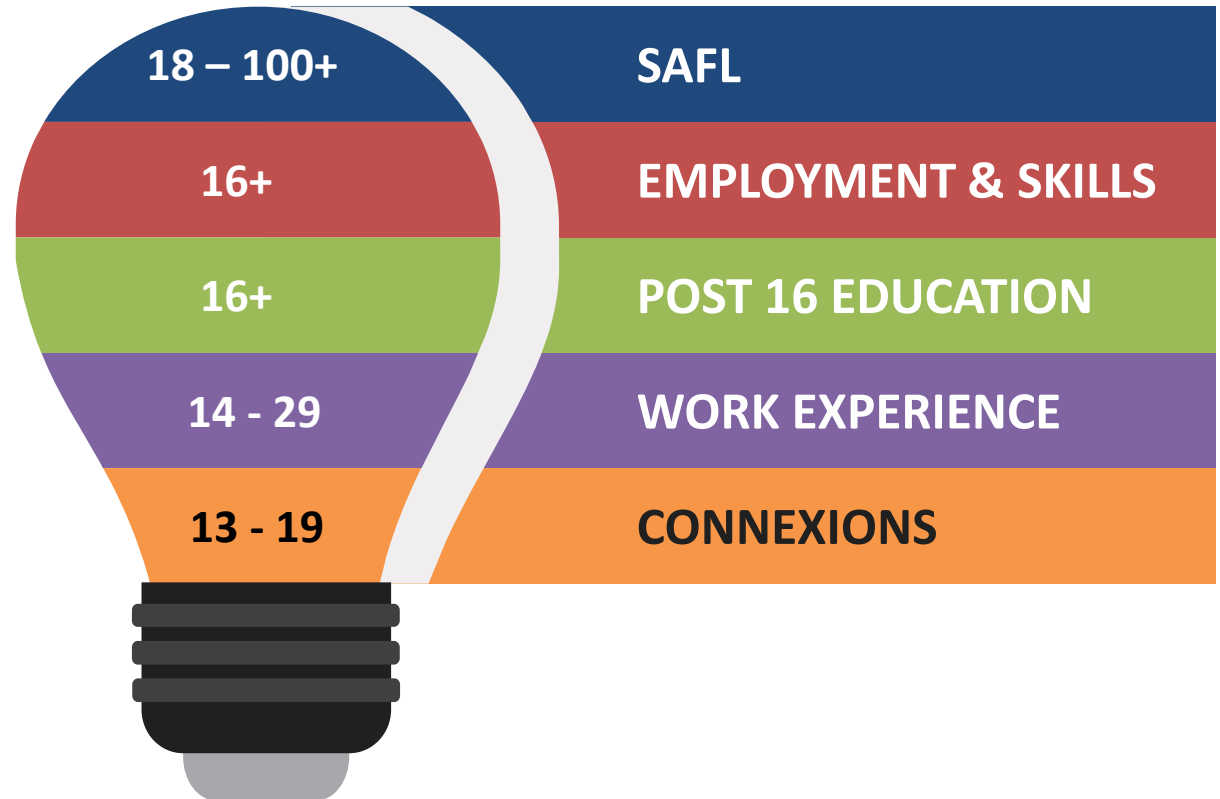 18 – 100+ SAFL
16+ EMPLOYMENT & SKILLS
16+ POST 16 EDUCATION
14 - 29 WORK EXPERIENCE
13 - 19 CONNEXIONS